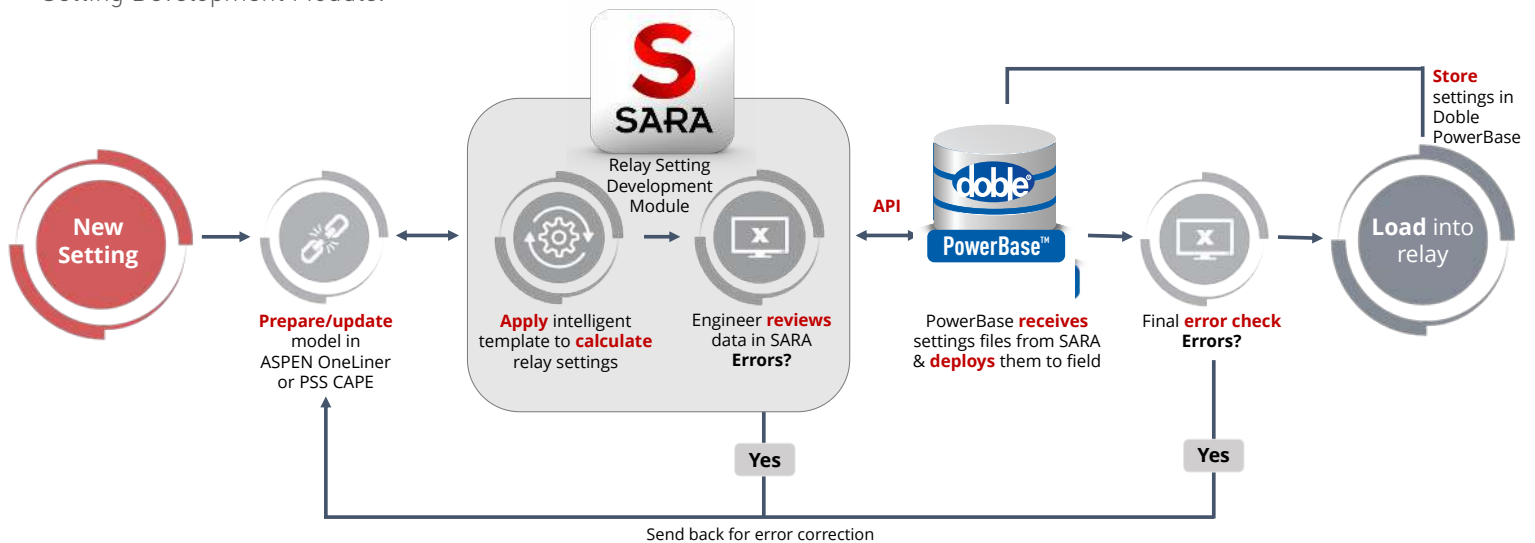 Setting Development Module.
S
SARA
Relay Setting
Development
Module
New
Setting
Prepare/update
model in
ASPEN OneLiner
or PSS CAPE
Apply intelligent
template to calculate
relay settings
X
Engineer reviews
data in SARA
Errors?
API
doble®
PowerBase™
PowerBase receives
settings files from SARA
& deploys them to field
X
Final error check
Errors?
Store
settings in
Doble
PowerBase
Load into
relay
Yes
Yes
Send back for error correction